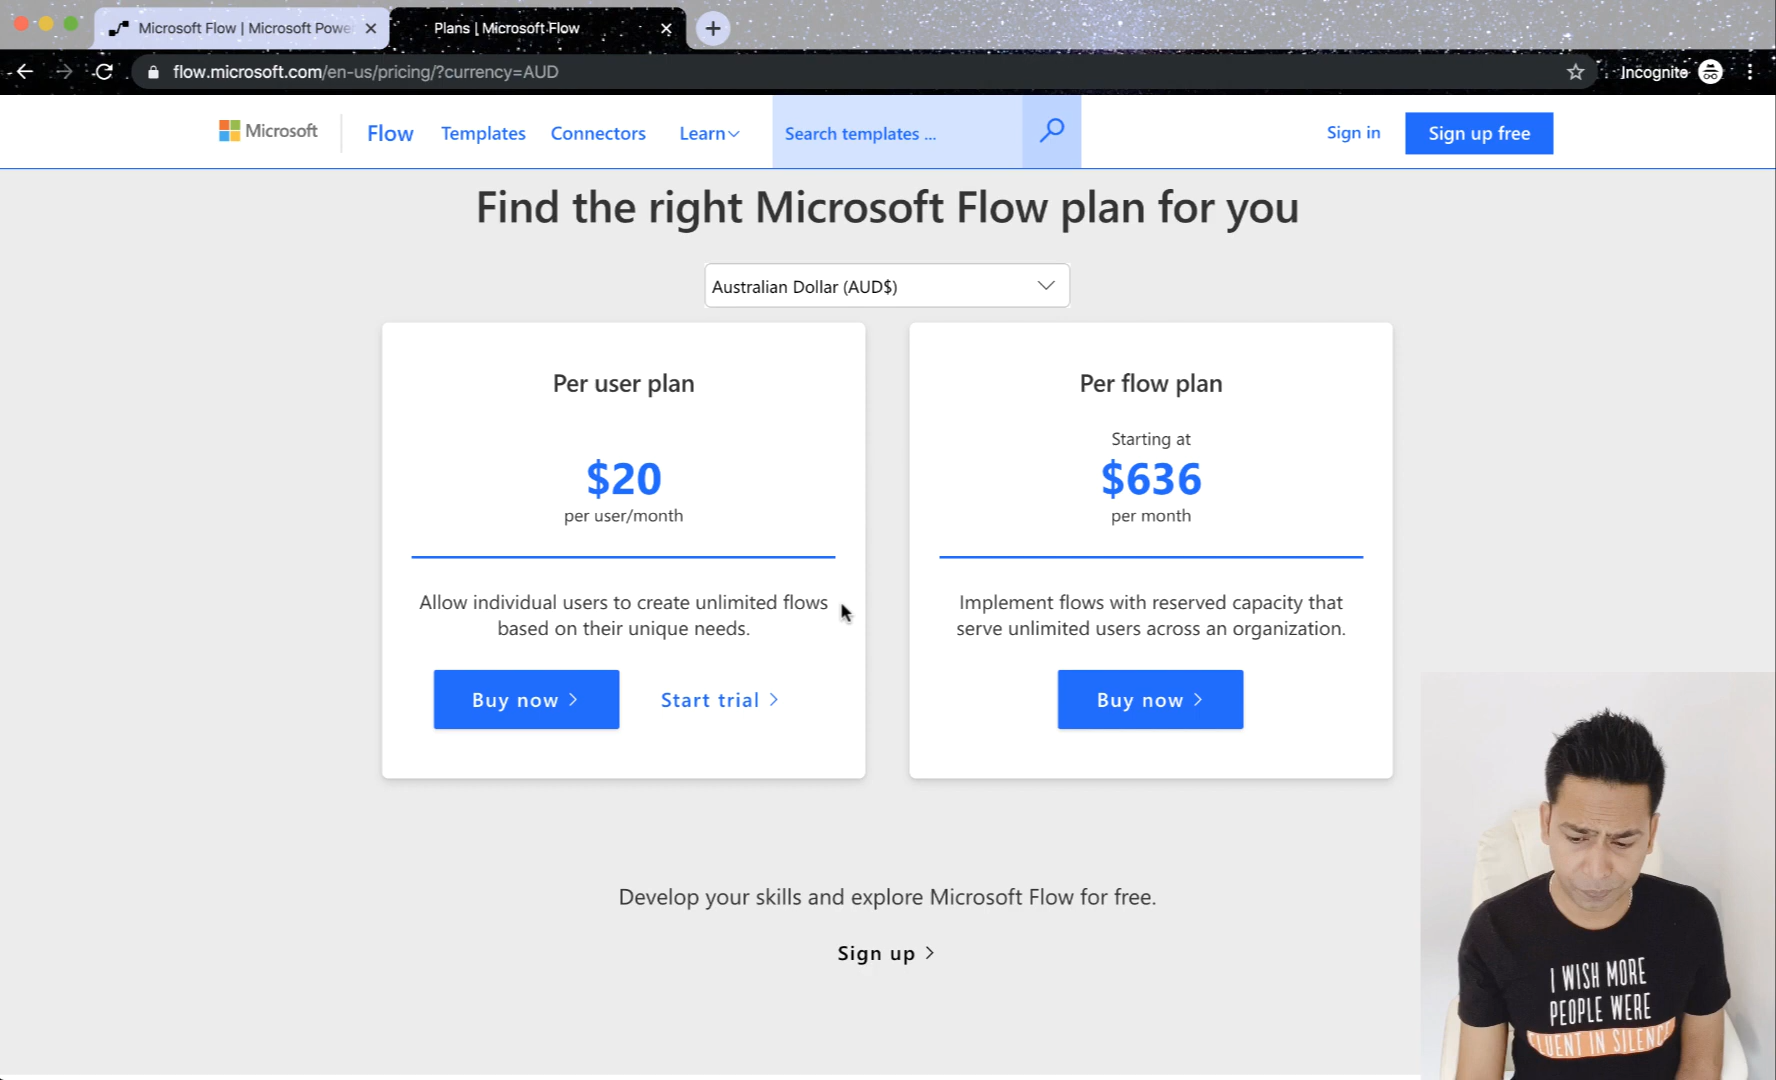 Microsoft Flow | Microsoft Powe
Plans | Microsoft Flow
flow.microsoft.com/en-us/pricing/?currency=AUD
Incognito
Microsoft
Flow
Templates
Connectors
Learn
Search templates ...
Sign in
Sign up free
Find the right Microsoft Flow plan for you
Australian Dollar (AUD$)
Per user plan
$20
per user/month
Allow individual users to create unlimited flows
based on their unique needs.
Buy now
Start trial
Per flow plan
Starting at
$636
per month
Implement flows with reserved capacity that
serve unlimited users across an organization.
Buy now
Develop your skills and explore Microsoft Flow for free.
Sign up
I WISH MORE
PEOPLE WERE
FLUENT IN SILENCE